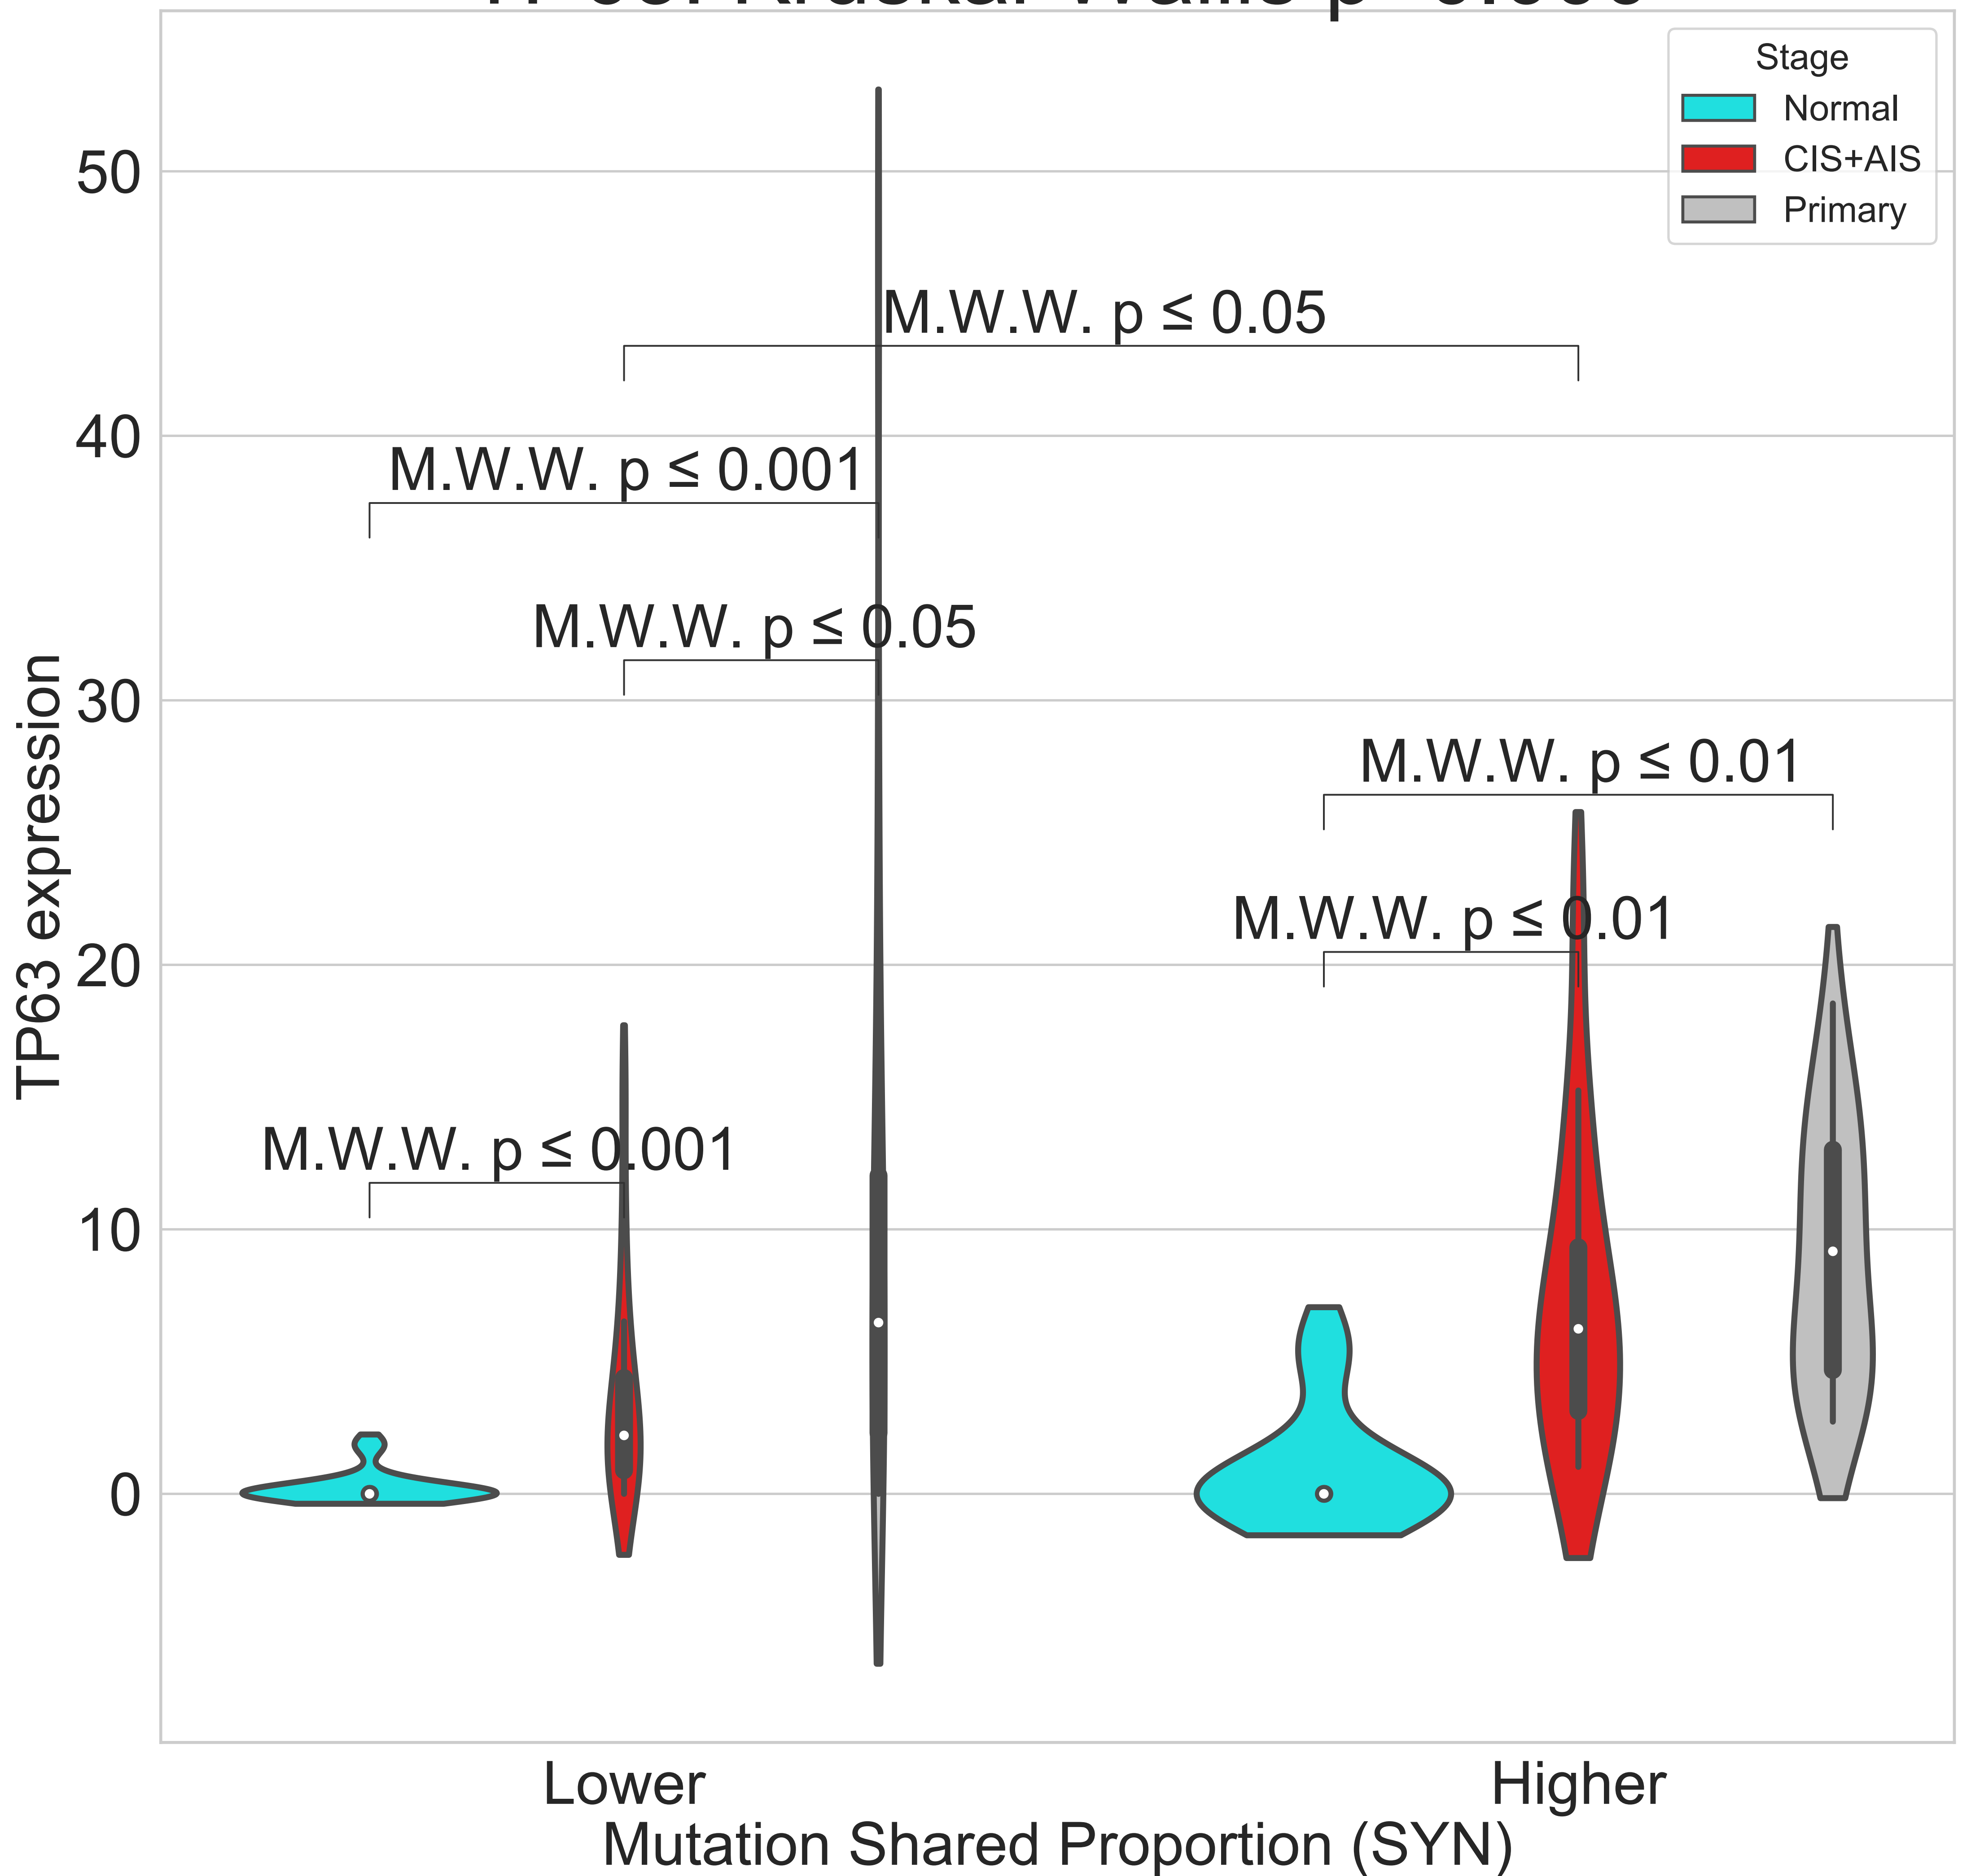 Stage
Normal
CIS+AIS
Primary
50
40
30
20
10
0
TP63 expression
M.W.W. p ≤ 0.05
M.W.W. p ≤ 0.001
M.W.W. p ≤ 0.05
M.W.W. p ≤ 0.01
M.W.W. p ≤ 0.01
M.W.W. p ≤ 0.001
Lower
Higher
Mutation Shared Proportion (SYN)